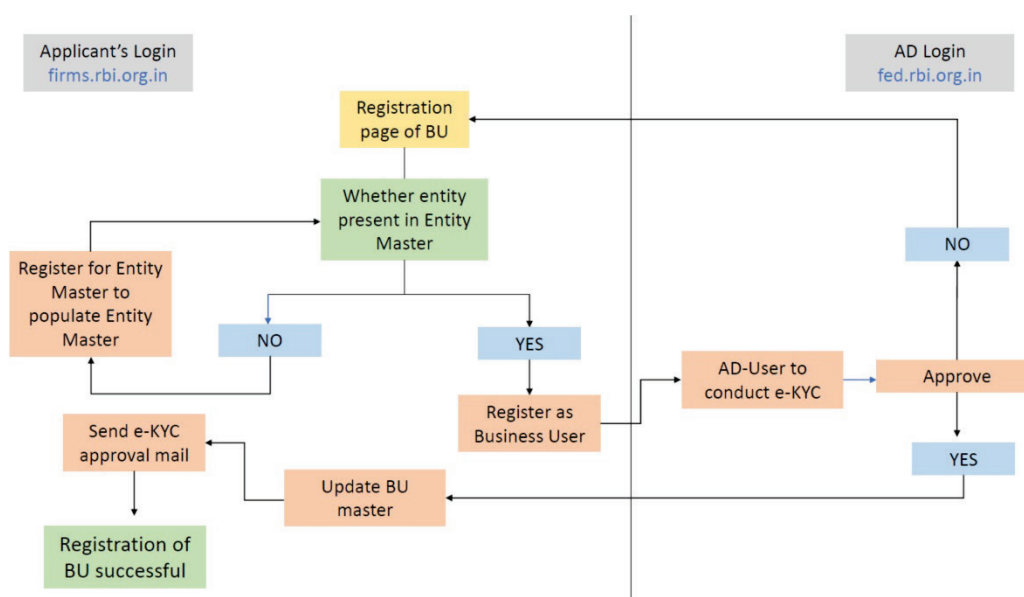 Applicant's Login
firms.rbi.org.in
AD Login
fed.rbi.org.in
Registration
page of BU
Whether entity
present in Entity
Master
NO
Register for Entity
Master to
populate Entity
Master
NO
YES
AD-User to
conduct e-KYC
Approve
Register as
Business User
Send e-KYC
approval mail
YES
Update BU
master
Registration of
BU successful